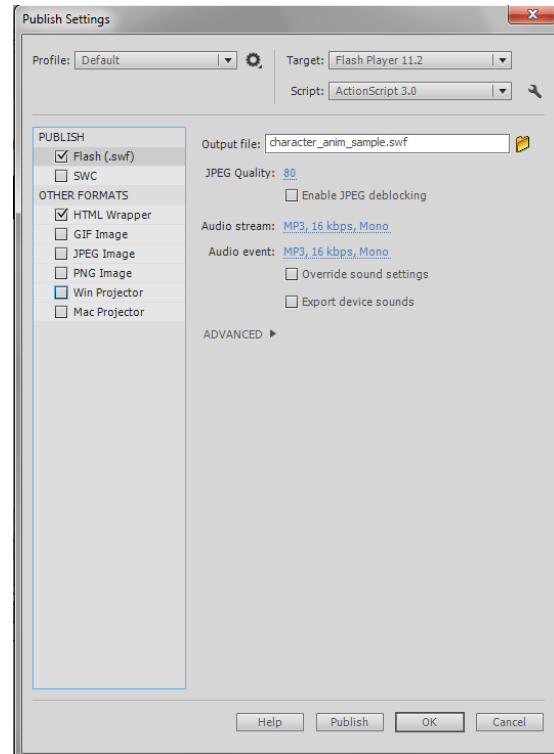 Publish Settings
Profile: Default
Target: Flash Player 11.2
Script: ActionScript 3.0
PUBLISH
Flash (.swf)
SWC
OTHER FORMATS
HTML Wrapper
GIF Image
JPEG Image
PNG Image
Win Projector
Mac Projector
Output file: character_anim_sample.swf
JPEG Quality: 80
Enable JPEG deblocking
Audio stream: MP3, 16 kbps, Mono
Audio event: MP3, 16 kbps, Mono
Override sound settings
Export device sounds
ADVANCED
Help Publish OK Cancel